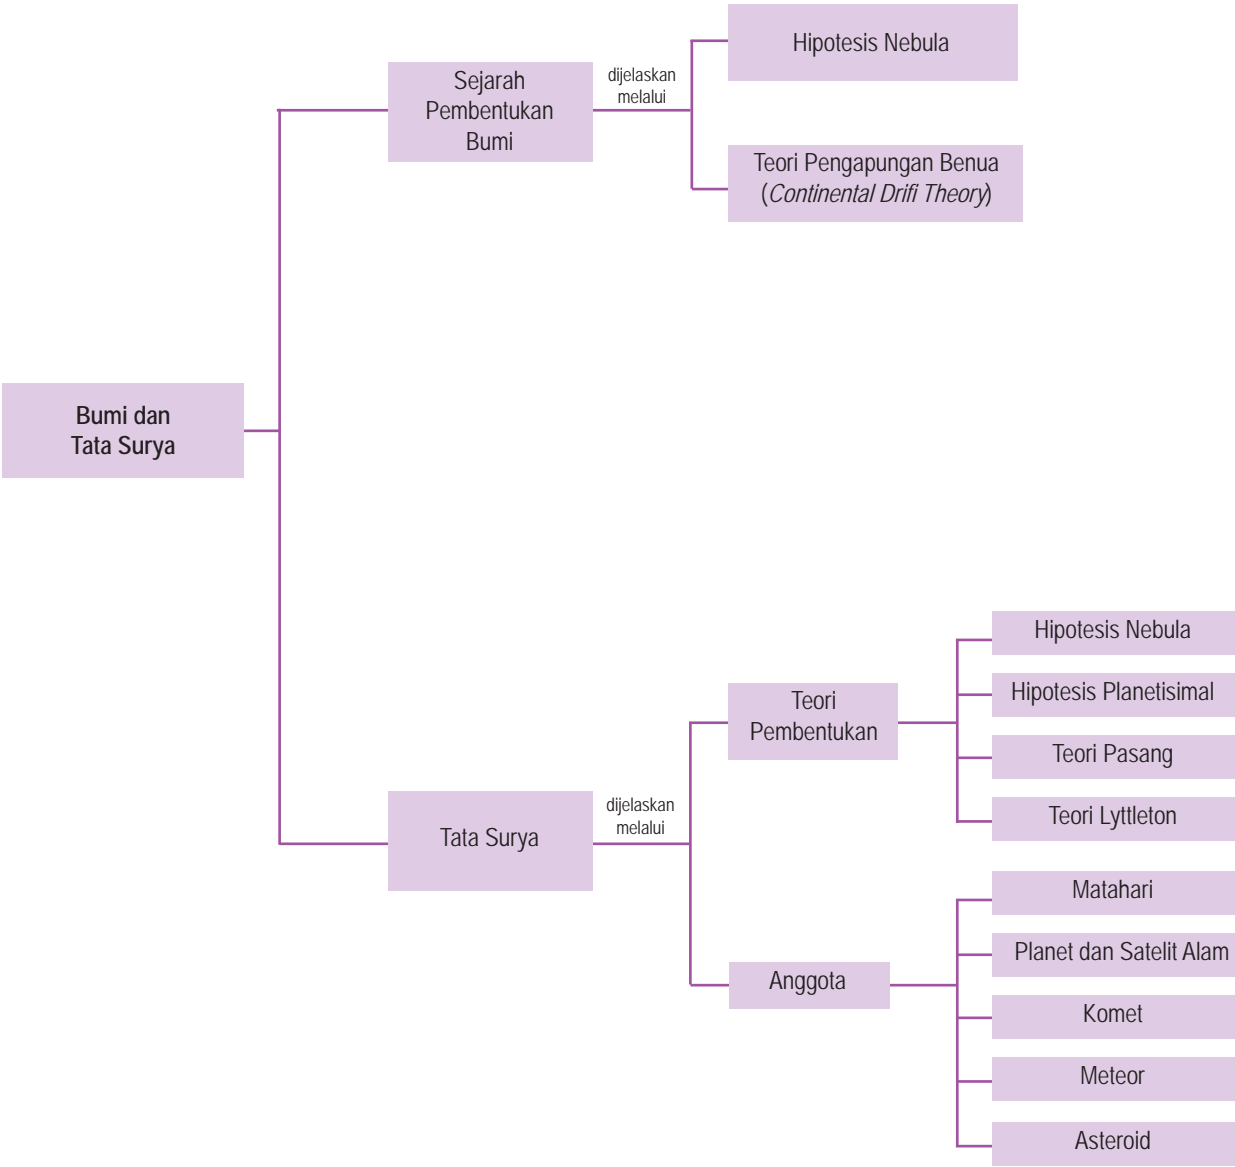 Hipotesis Nebula
dijelaskan
melalui
Sejarah
Pembentukan
Bumi
Teori Pengapungan Benua
(Continental Drifi Theory)
Bumi dan
Tata Surya
Hipotesis Nebula
Hipotesis Planetisimal
Teori
Pembentukan
Teori Pasang
Teori Lyttleton
dijelaskan
melalui
Tata Surya
Matahari
Planet dan Satelit Alam
Anggota
Komet
Meteor
Asteroid